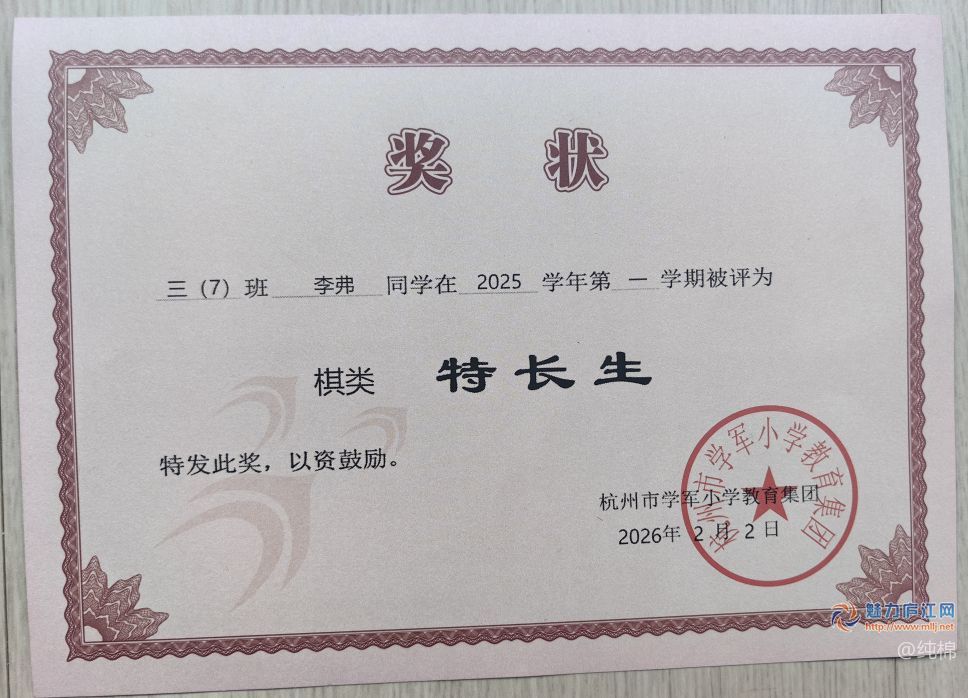 奖 状
三（7）班 李弗 同学在 2025 学年第 一 学期被评为
棋类 特长生
特发此奖，以资鼓励。
杭州市学军小学教育集团
2026年 2 月 2 日
杭州市学军小学教育集团
魅力庐江网
http://www.mllj.net
@纯棉